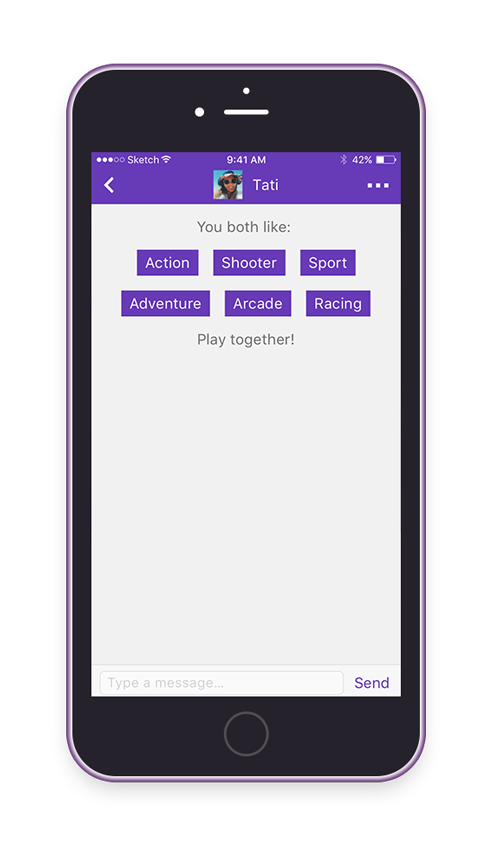 Sketch 9:41 AM 42%
Tati
You both like:
Action Shooter Sport
Adventure Arcade Racing
Play together!
Type a message... Send